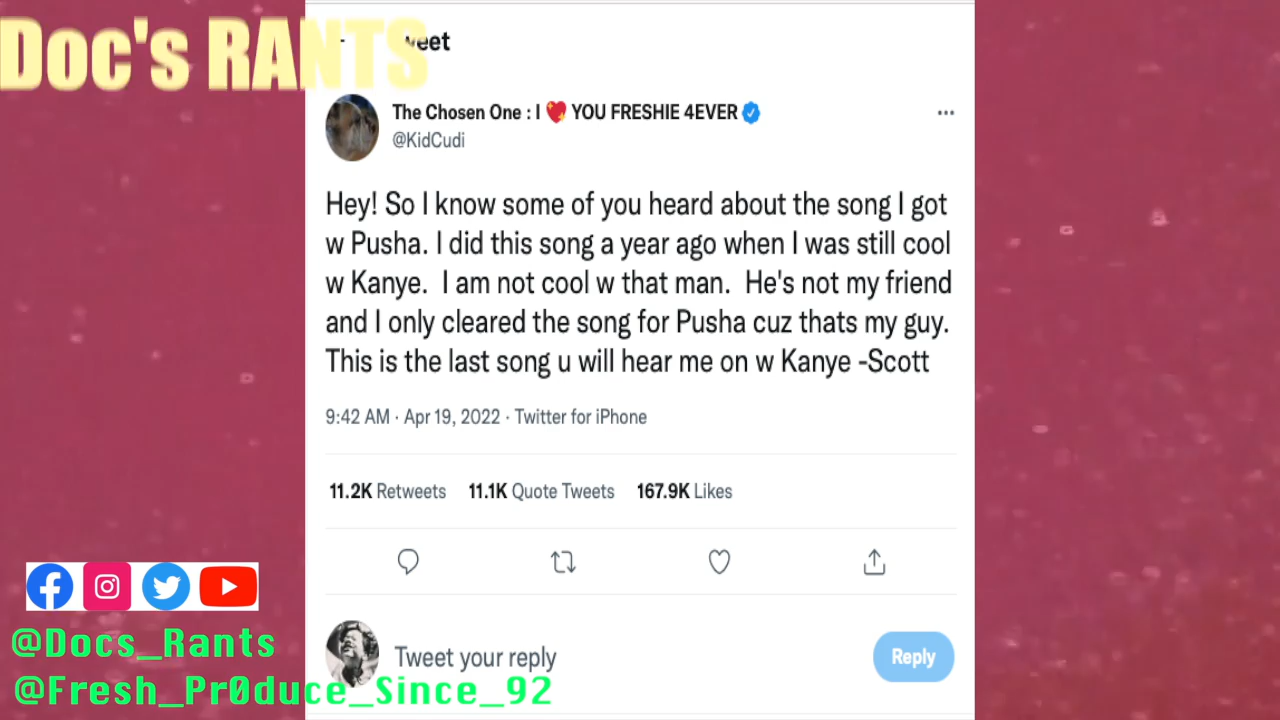 Doc's RANTS
weet
The Chosen One : I 💖 YOU FRESHIE 4EVER
@KidCudi
Hey! So I know some of you heard about the song I got
w Pusha. I did this song a year ago when I was still cool
w Kanye.  I am not cool w that man.  He's not my friend
and I only cleared the song for Pusha cuz thats my guy.
This is the last song u will hear me on w Kanye -Scott
9:42 AM · Apr 19, 2022 · Twitter for iPhone
11.2K Retweets 11.1K Quote Tweets 167.9K Likes
Tweet your reply
Reply
@Docs_Rants
@Fresh_Pr0duce_Since_92